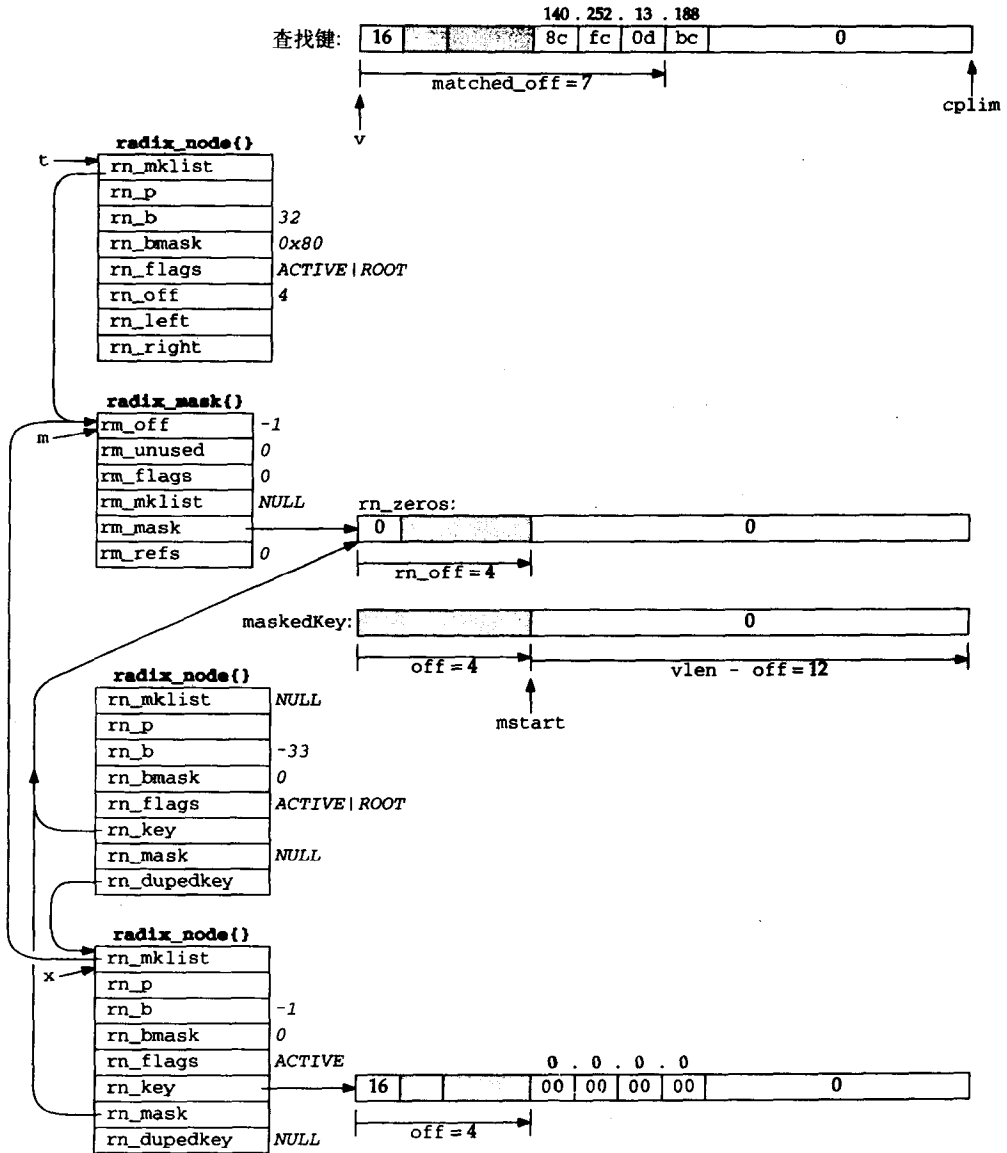 140 . 252 . 13 . 188
查找键: 16 8c fc 0d bc 0
matched_off=7
v
cplim
radix_node{}
t
rn_mklist
rn_p
rn_b 32
rn_bmask 0x80
rn_flags ACTIVE|ROOT
rn_off 4
rn_left
rn_right
radix_mask{}
rm_off -1
m
rm_unused 0
rm_flags 0
rm_mklist NULL
rm_mask
rm_refs 0
rn_zeros:
0 0
rn_off=4
maskedKey: 0
off=4
vlen - off=12
mstart
radix_node{}
rn_mklist NULL
rn_p
rn_b -33
rn_bmask 0
rn_flags ACTIVE|ROOT
rn_key
rn_mask NULL
rn_dupedkey
radix_node{}
rn_mklist
x
rn_p
rn_b -1
rn_bmask 0
rn_flags ACTIVE
rn_key
rn_mask
rn_dupedkey NULL
0 . 0 . 0 . 0
16 00 00 00 00 0
off=4